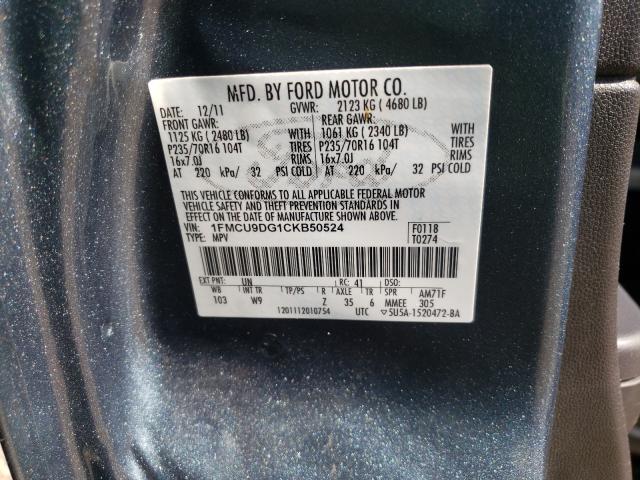 MFD. BY FORD MOTOR CO.
DATE: 12/11 GVWR: 2123 KG ( 4680 LB)
FRONT GAWR: REAR GAWR:
1125 KG ( 2480 LB) WITH 1061 KG ( 2340 LB) WITH
P235/70R16 104T TIRES P235/70R16 104T TIRES
16x7.0J RIMS 16x7.0J RIMS
AT 220 kPa/ 32 PSI COLD AT 220 kPa/ 32 PSI COLD
THIS VEHICLE CONFORMS TO ALL APPLICABLE FEDERAL MOTOR
VEHICLE SAFETY AND THEFT PREVENTION STANDARDS IN
EFFECT ON THE DATE OF MANUFACTURE SHOWN ABOVE.
VIN: 1FMCU9DG1CKB50524 F0118
TYPE: MPV T0274
Ford
EXT PNT: UN RC: 41 DSO:
WB INT TR TP/PS R AXLE TR SPR AM71F
103 W9 Z 35 6 MMEE 305
1201112010754 UTC ▽5U5A-1520472-BA